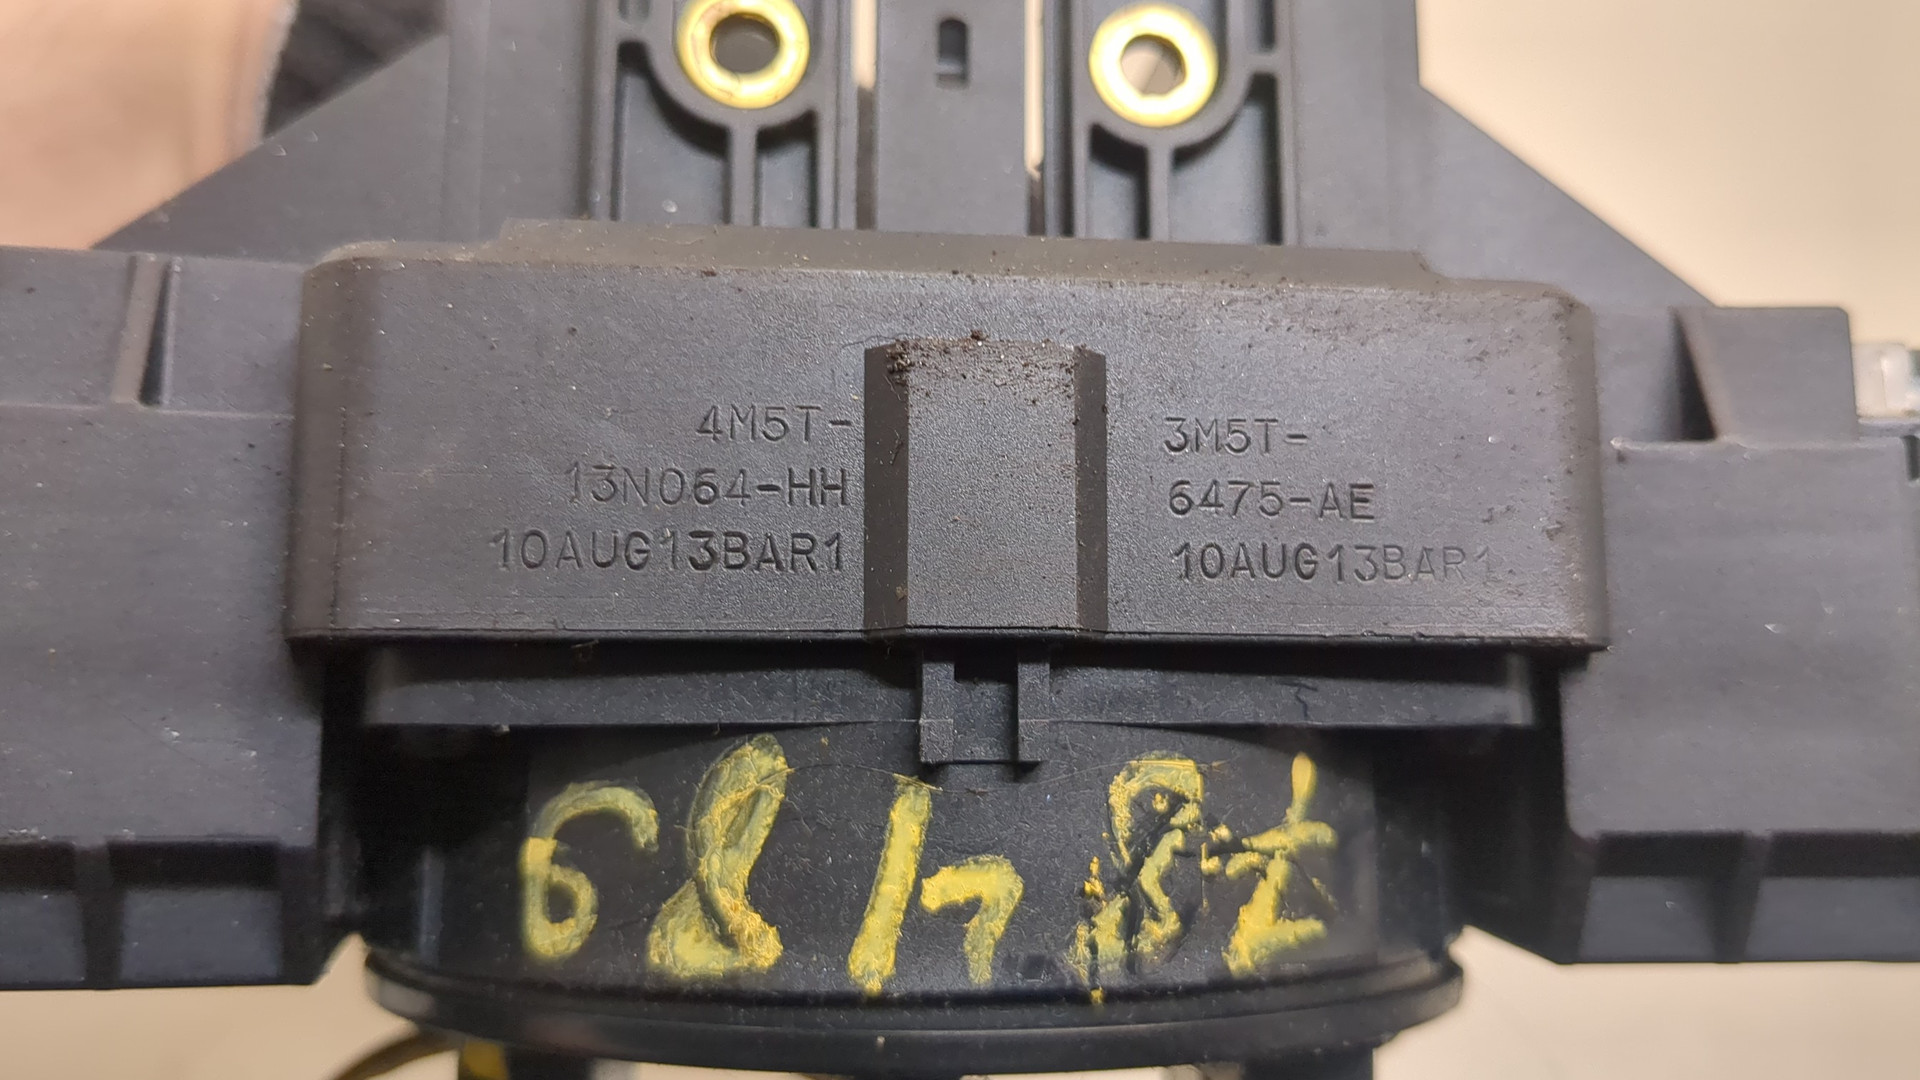 4M5T-
13N064-HH
10AUG13BAR1
3M5T-
6475-AE
10AUG13BAR1